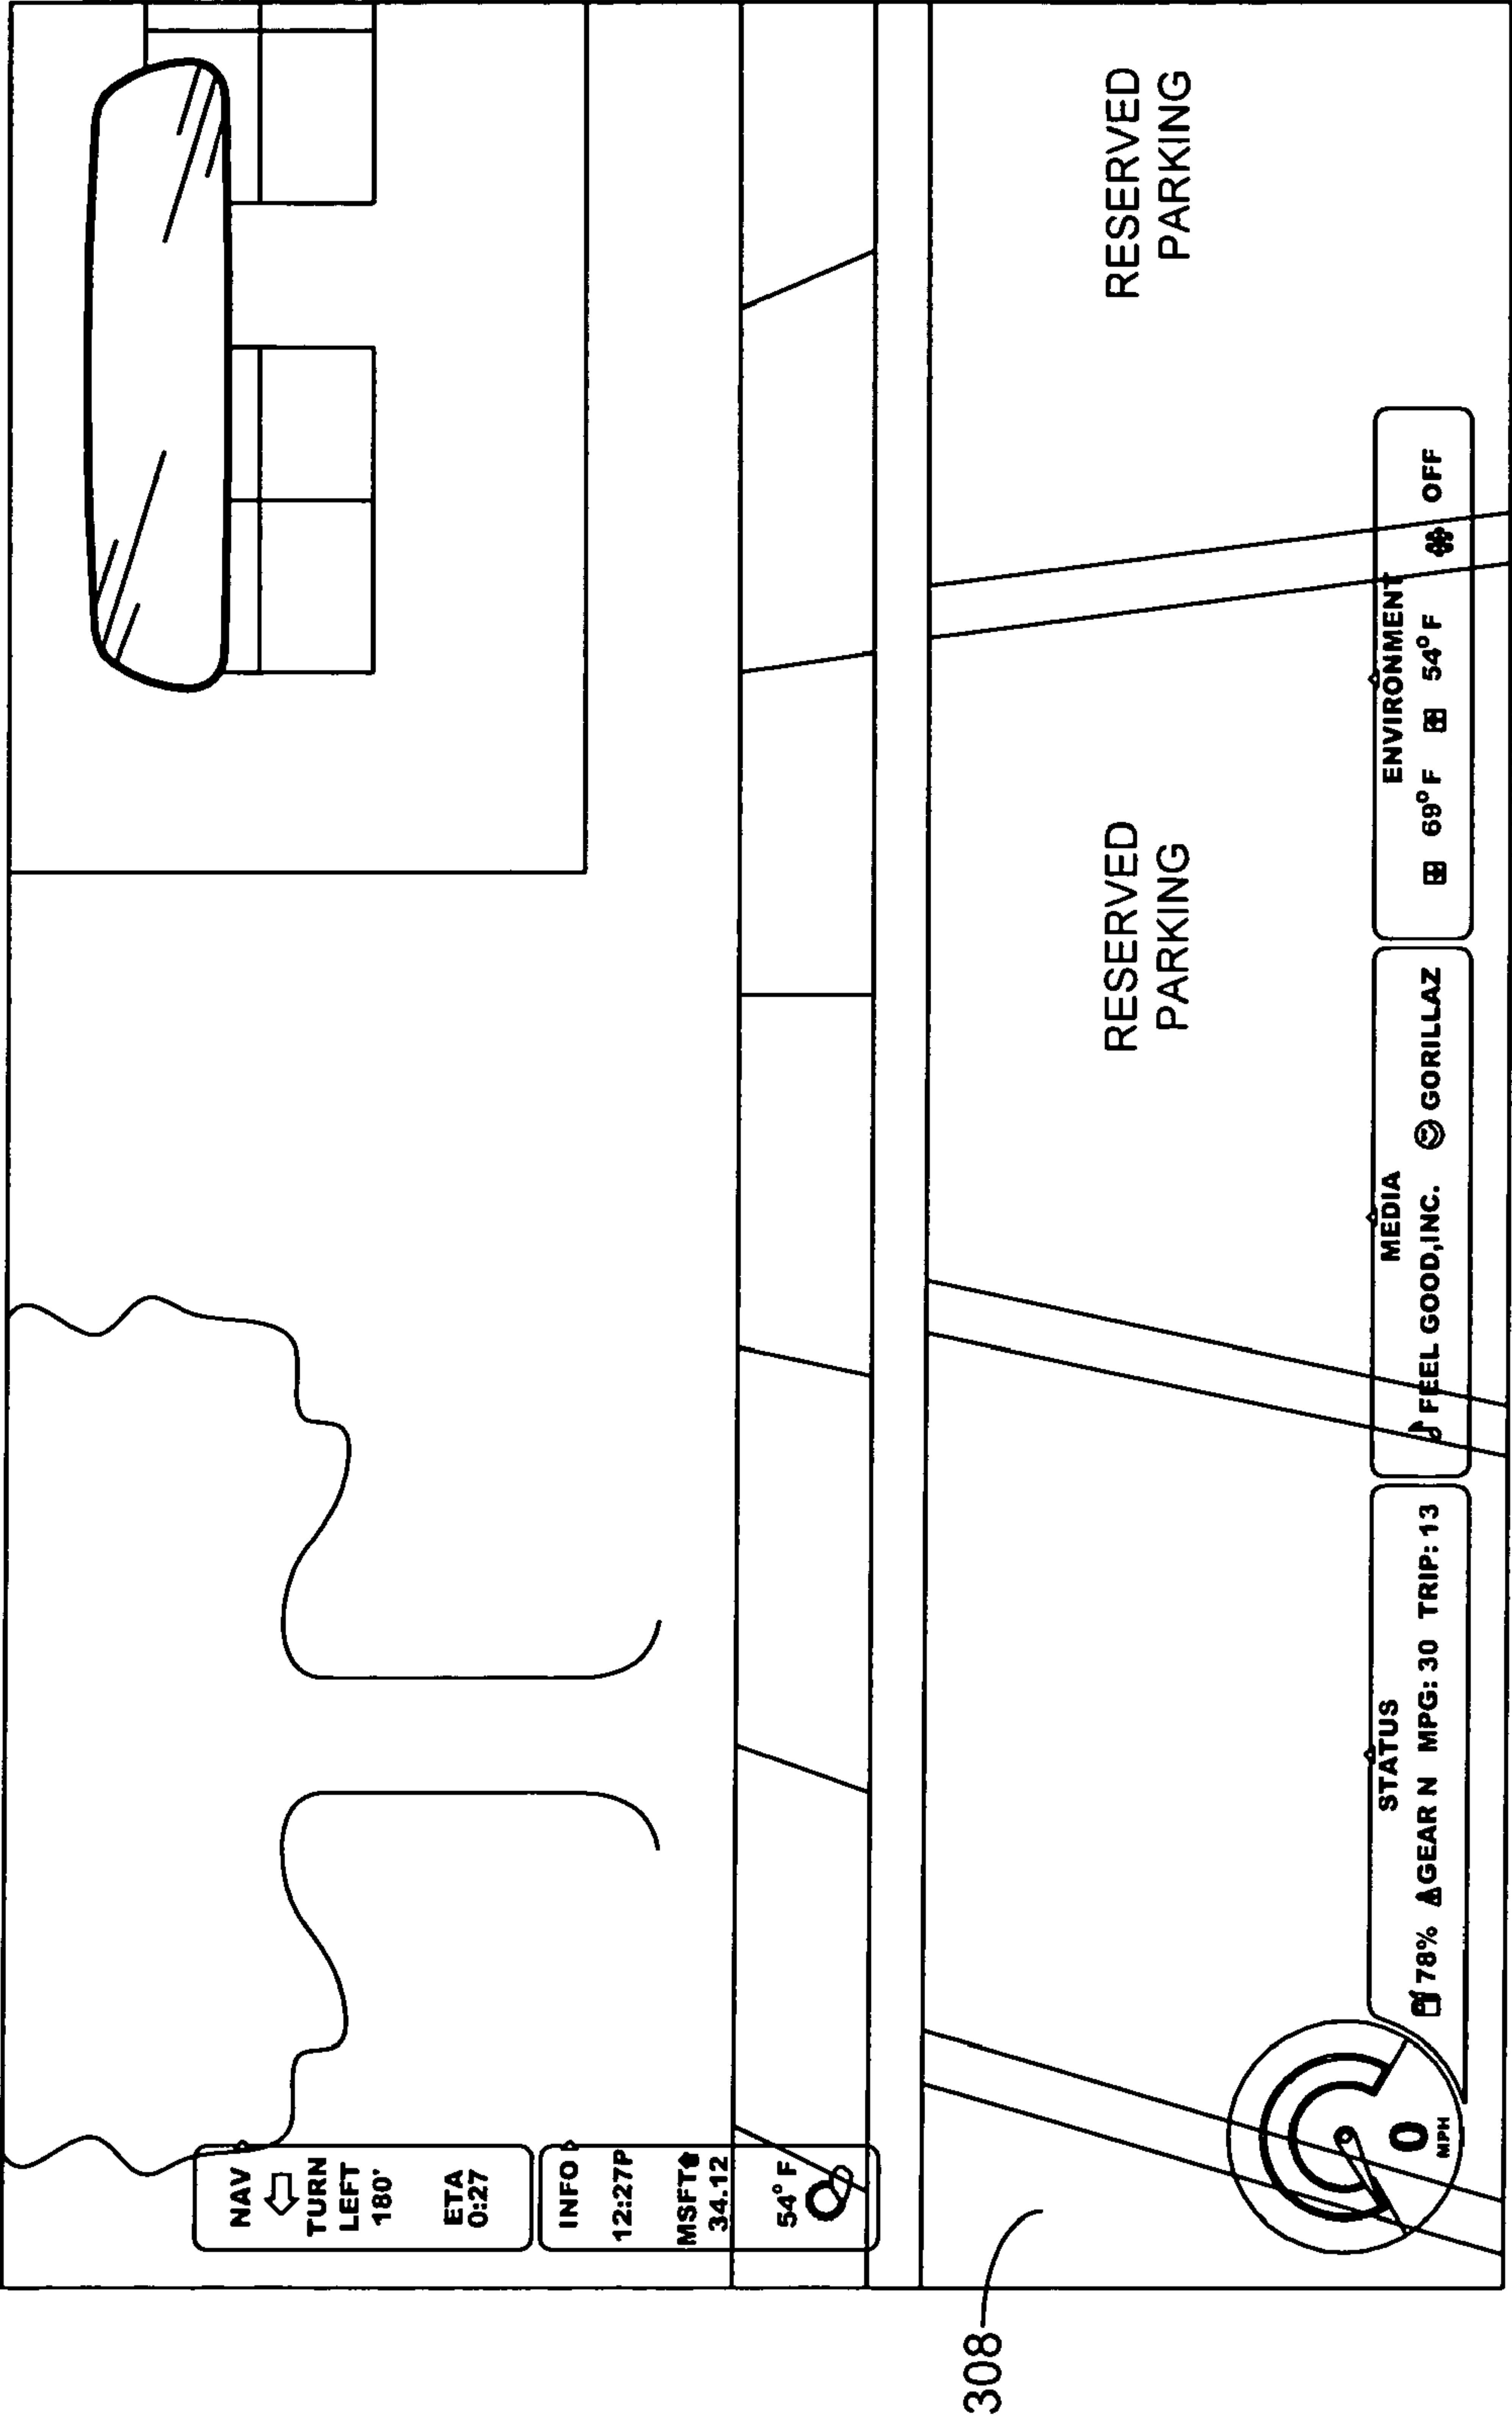 NAV
TURN
LEFT
180'
ETA
0:27
INFO
12:27P
MSFT
34.12
54° F
RESERVED
PARKING
RESERVED
PARKING
308
0
MPH
STATUS
78% GEAR N MPG: 30 TRIP: 13
MEDIA
FEEL GOOD,INC. GORILLAZ
ENVIRONMENT
69° F 54° F OFF